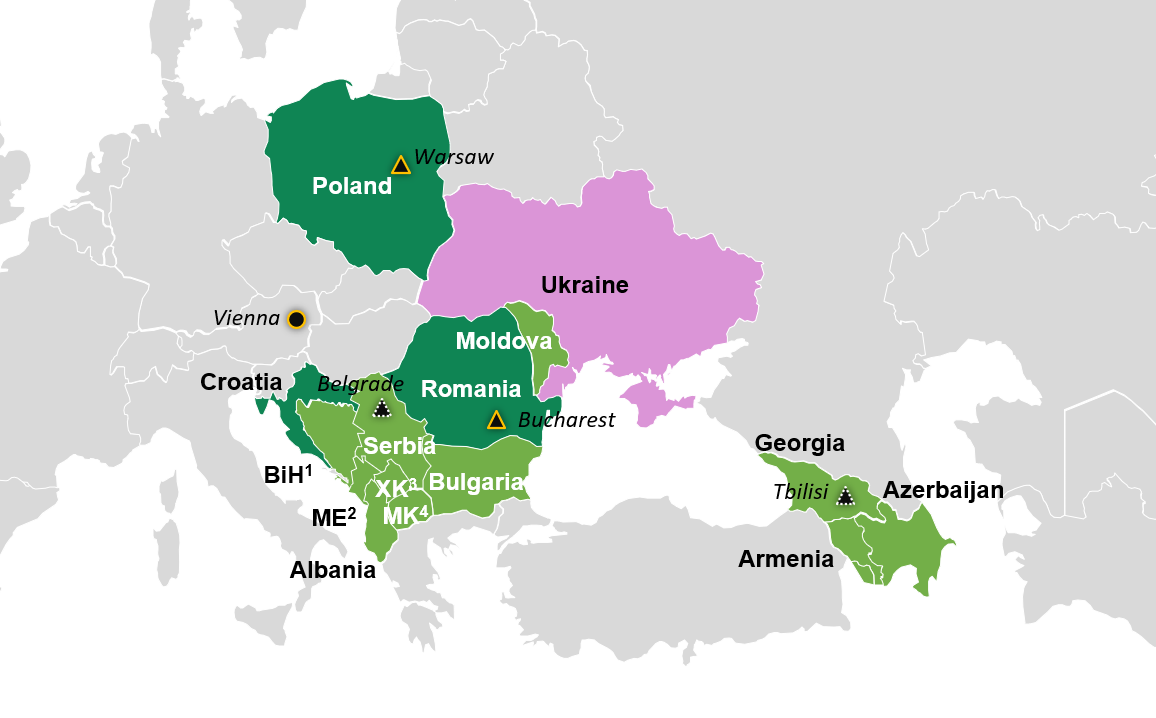 Warsaw
Poland
Ukraine
Vienna
Moldova
Croatia
Belgrade
Romania
Bucharest
Serbia
Georgia
BiH¹
XK³
Bulgaria
Tbilisi
Azerbaijan
ME²
MK⁴
Armenia
Albania